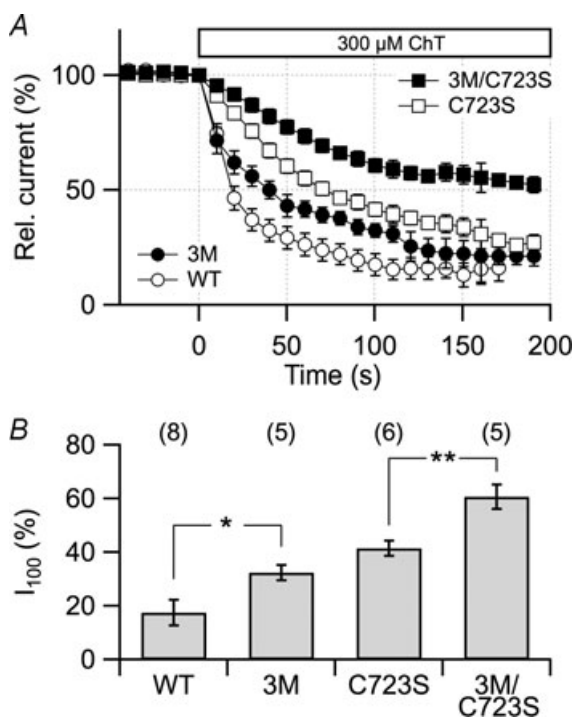 A
300 µM ChT
3M/C723S
C723S
3M
WT
Rel. current (%)
100
50
0
0
50
100
150
200
Time (s)
B
(8)
(5)
(6)
(5)
*
**
I100 (%)
80
60
40
20
0
WT
3M
C723S
3M/
C723S